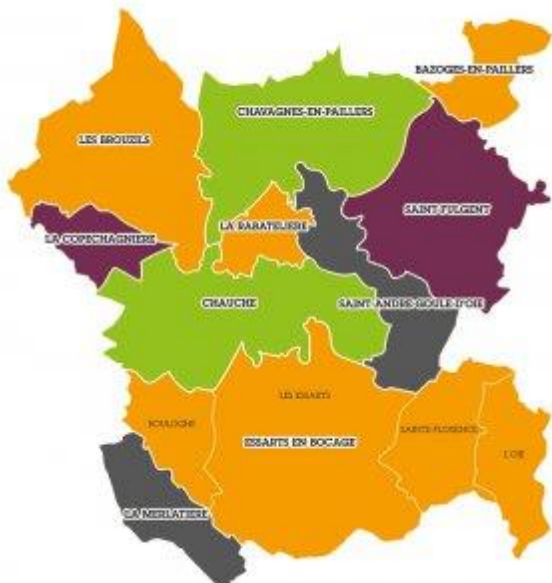 BAZOGES-EN-PAILLERS
CHAVAGNES-EN-PAILLERS
LES BROUZILS
SAINT-FULGENT
LA RABATELIERE
LA COPECHAGNIERE
CHAUCHE
SAINT-ANDRE-GOULE-D'OIE
LES ESSARTS
BOULOGNE
ESSARTS EN BOCAGE
SAINTE-FLORENCE
L'OIE
LA MERLATIERE